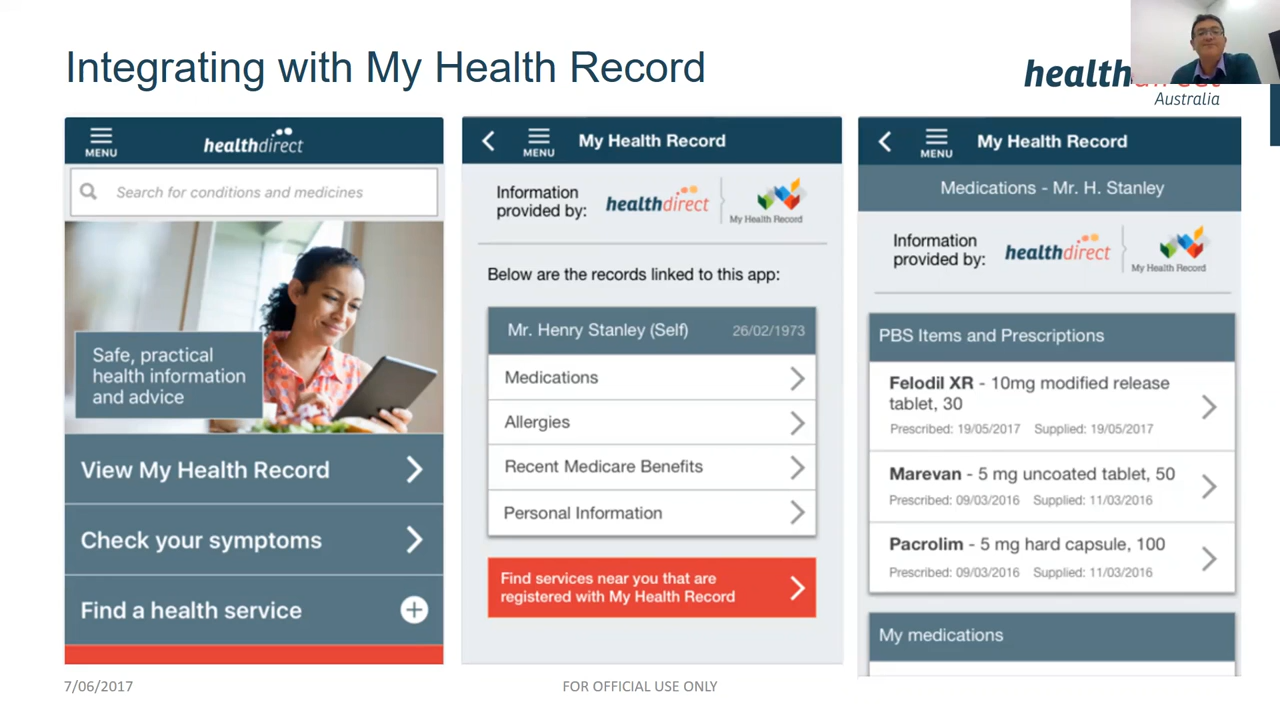 Integrating with My Health Record
health
Australia
MENU
healthdirect
Search for conditions and medicines
Safe, practical
health information
and advice
View My Health Record
Check your symptoms
Find a health service
MENU
My Health Record
Information
provided by:
healthdirect
My Health Record
Below are the records linked to this app:
Mr. Henry Stanley (Self) 26/02/1973
Medications
Allergies
Recent Medicare Benefits
Personal Information
Find services near you that are
registered with My Health Record
MENU
My Health Record
Medications - Mr. H. Stanley
Information
provided by:
healthdirect
My Health Record
PBS Items and Prescriptions
Felodil XR - 10mg modified release
tablet, 30
Prescribed: 19/05/2017 Supplied: 19/05/2017
Marevan - 5 mg uncoated tablet, 50
Prescribed: 09/03/2016 Supplied: 11/03/2016
Pacrolim - 5 mg hard capsule, 100
Prescribed: 09/03/2016 Supplied: 11/03/2016
My medications
7/06/2017
FOR OFFICIAL USE ONLY